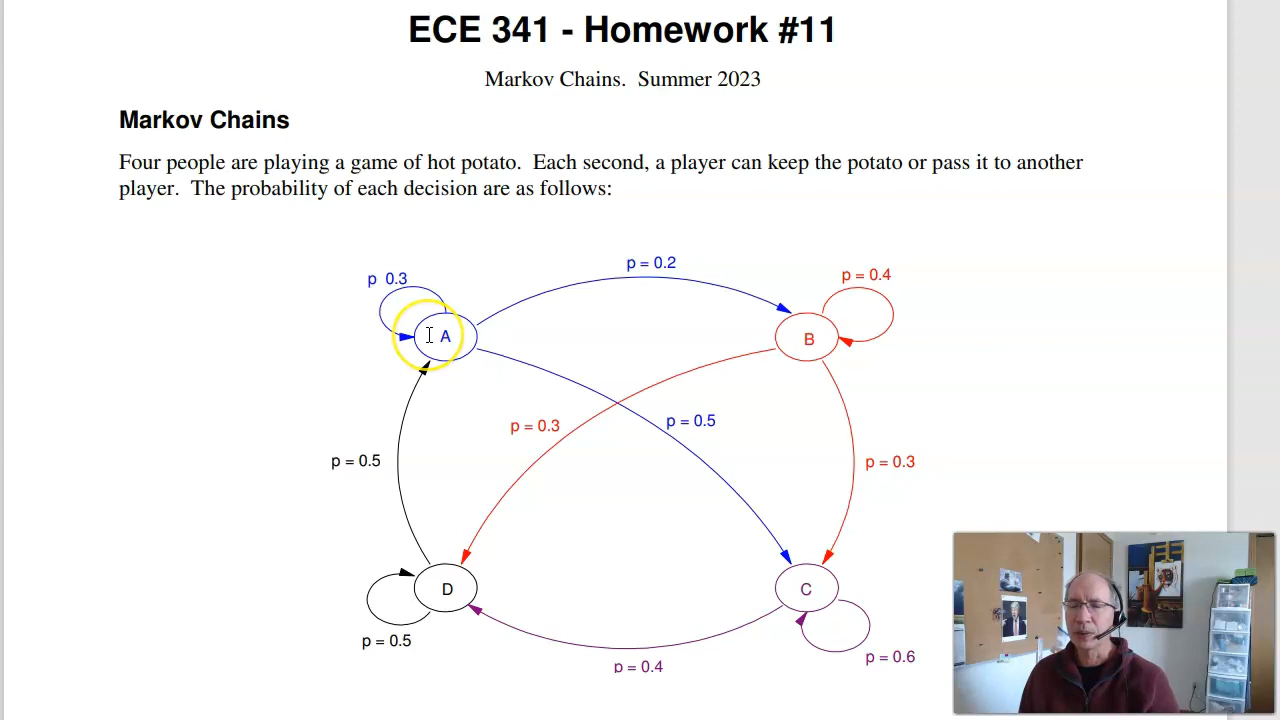 ECE 341 - Homework #11
Markov Chains. Summer 2023
Markov Chains
Four people are playing a game of hot potato. Each second, a player can keep the potato or pass it to another
player. The probability of each decision are as follows:
p = 0.2
p 0.3
p = 0.4
A
B
p = 0.5
p = 0.3
p = 0.5
p = 0.3
D
C
p = 0.5
p = 0.6
p = 0.4